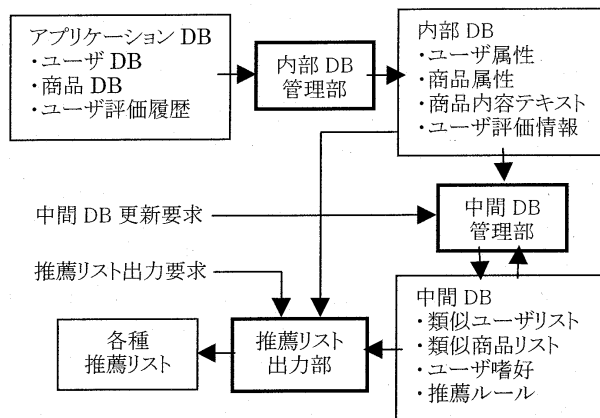 アプリケーション DB
・ユーザ DB
・商品 DB
・ユーザ評価履歴
内部 DB
管理部
内部 DB
・ユーザ属性
・商品属性
・商品内容テキスト
・ユーザ評価情報
中間 DB 更新要求
中間 DB
管理部
推薦リスト出力要求
各種
推薦リスト
推薦リスト
出力部
中間 DB
・類似ユーザリスト
・類似商品リスト
・ユーザ嗜好
・推薦ルール